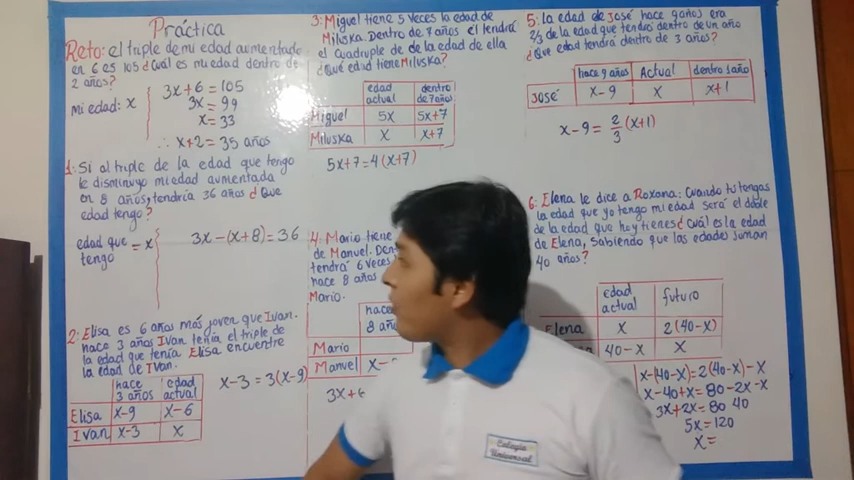 Práctica
Reto: el triple de mi edad aumentado
en 6 es 105 ¿Cuál es mi edad dentro de
2 años?
mi edad: x
3x+6 = 105
3x = 99
x = 33
∴ x+2 = 35 años
1: Si al triple de la edad que tengo
le disminuyo mi edad aumentada
en 8 años, tendría 36 años ¿Que
edad tengo?
edad que
tengo = x
3x-(x+8)=36
2: Elisa es 6 años más joven que Ivan.
hace 3 años Ivan tenía el triple de
la edad que tenía Elisa encuentre
la edad de Ivan.
hace 3 años edad actual
Elisa x-9 x-6
Ivan x-3 x
x-3 = 3(x-9)
3: Miguel tiene 5 veces la edad de
Miluska Dentro de 7 años el tendrá
el cuadruple de de la edad de ella
¿Qué edad tiene Miluska?
edad actual dentro de 7 años
Miguel 5x 5x+7
Miluska x x+7
5x+7=4(x+7)
4: Mario tiene
de Manuel.
tendrá 6 veces
hace 8 años
Mario.
hace
Mario
Manuel
5: la edad de José hace 9 años era
2/3 de la edad que tendrá dentro de un año
¿Que edad tendrá dentro de 3 años?
hace 9 años Actual dentro 1 año
JOSÉ x-9 x x+1
x-9 = 2/3 (x+1)
6: Elena le dice a Roxana: Cuando tu tengas
la edad que yo tengo mi edad será el doble
de la edad que hoy tienes ¿Cuál es la edad
de Elena, Sabiendo que las edades suman
40 años?
edad actual futuro
Elena x 2(40-x)
40-x x
x-(40-x)=2(40-x)-x
x-40+x = 80-2x-x
3x+2x = 80 40
5x = 120
x =
Colegio
Universal